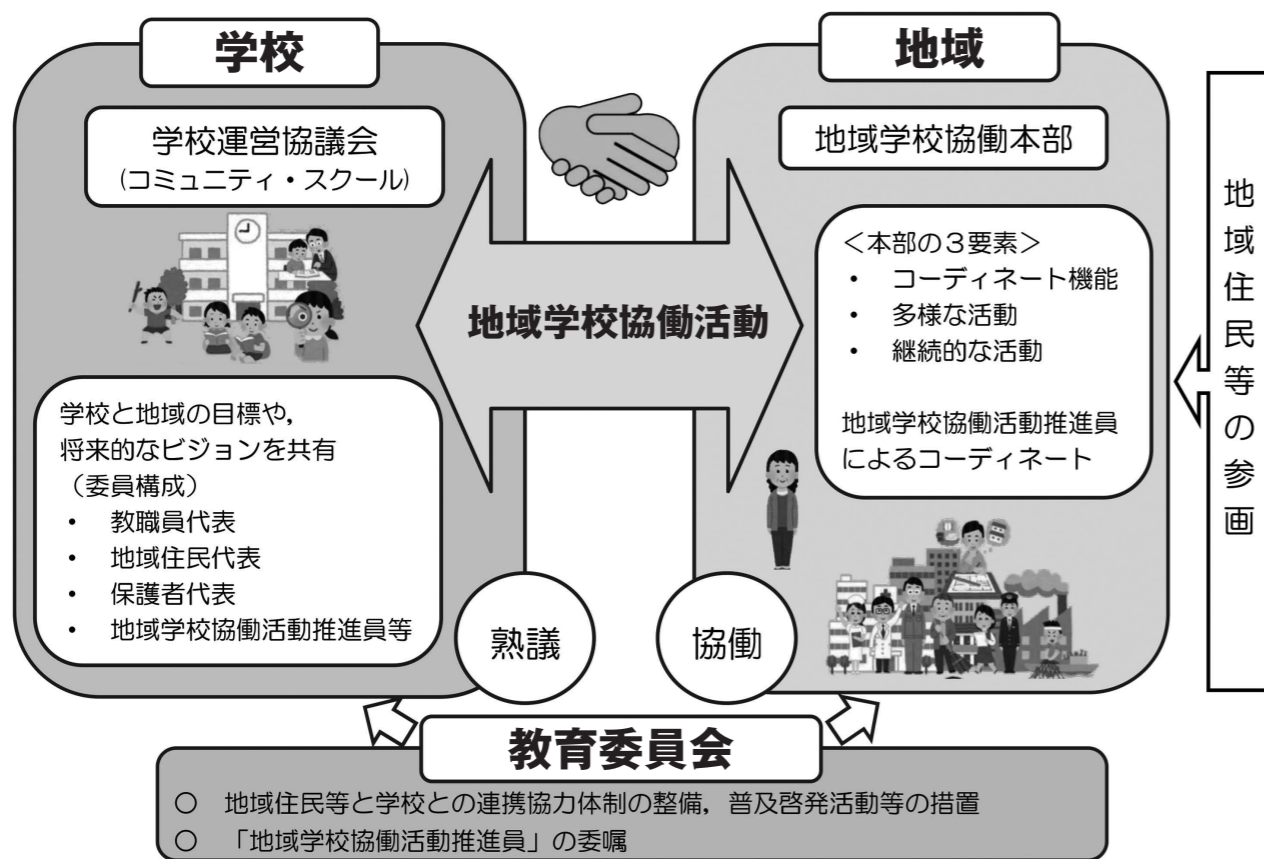 学校
学校運営協議会
(コミュニティ・スクール)
学校と地域の目標や,
将来的なビジョンを共有
（委員構成）
・ 教職員代表
・ 地域住民代表
・ 保護者代表
・ 地域学校協働活動推進員等
熟議
地域学校協働活動
地域
地域学校協働本部
＜本部の３要素＞
・ コーディネート機能
・ 多様な活動
・ 継続的な活動
地域学校協働活動推進員
によるコーディネート
協働
地域住民等の参画
教育委員会
○ 地域住民等と学校との連携協力体制の整備，普及啓発活動等の措置
○ 「地域学校協働活動推進員」の委嘱